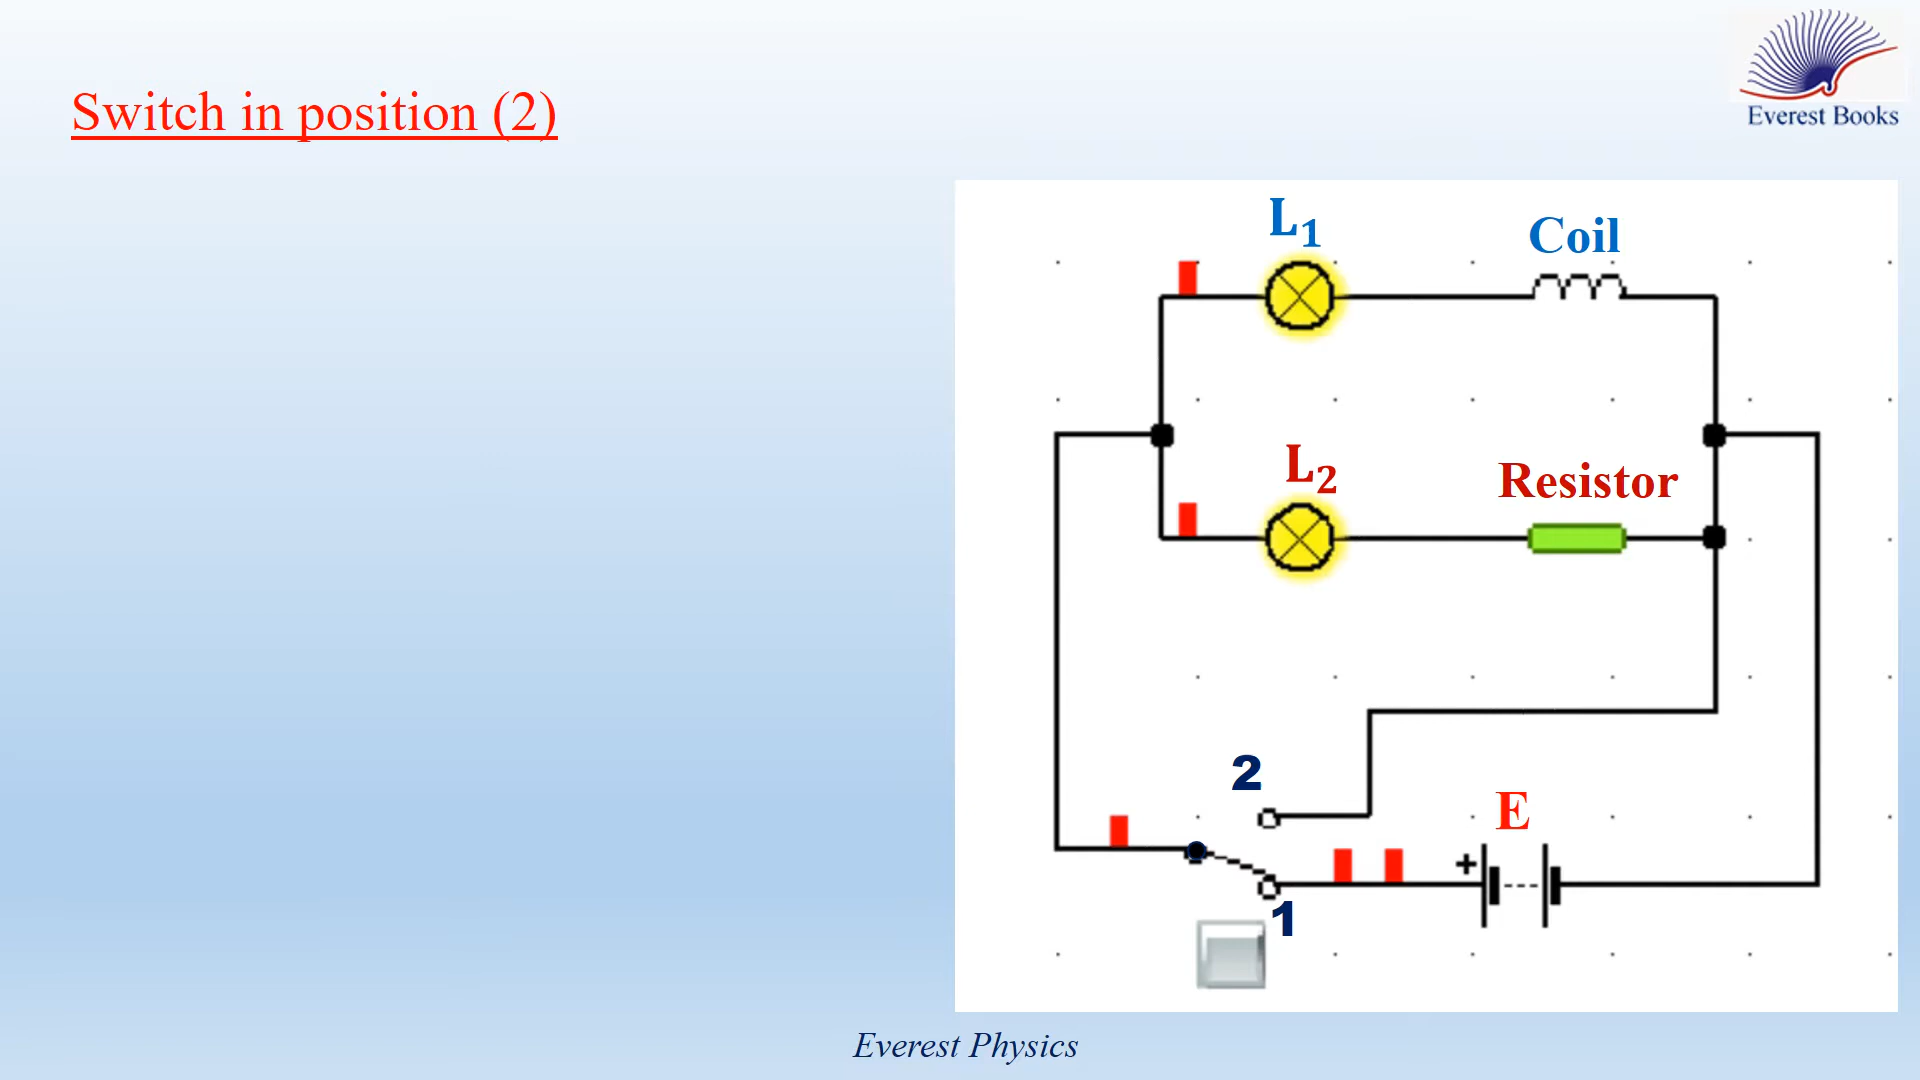 Switch in position (2)
Everest Books
L₁
Coil
L₂
Resistor
2
E
+
1
Everest Physics